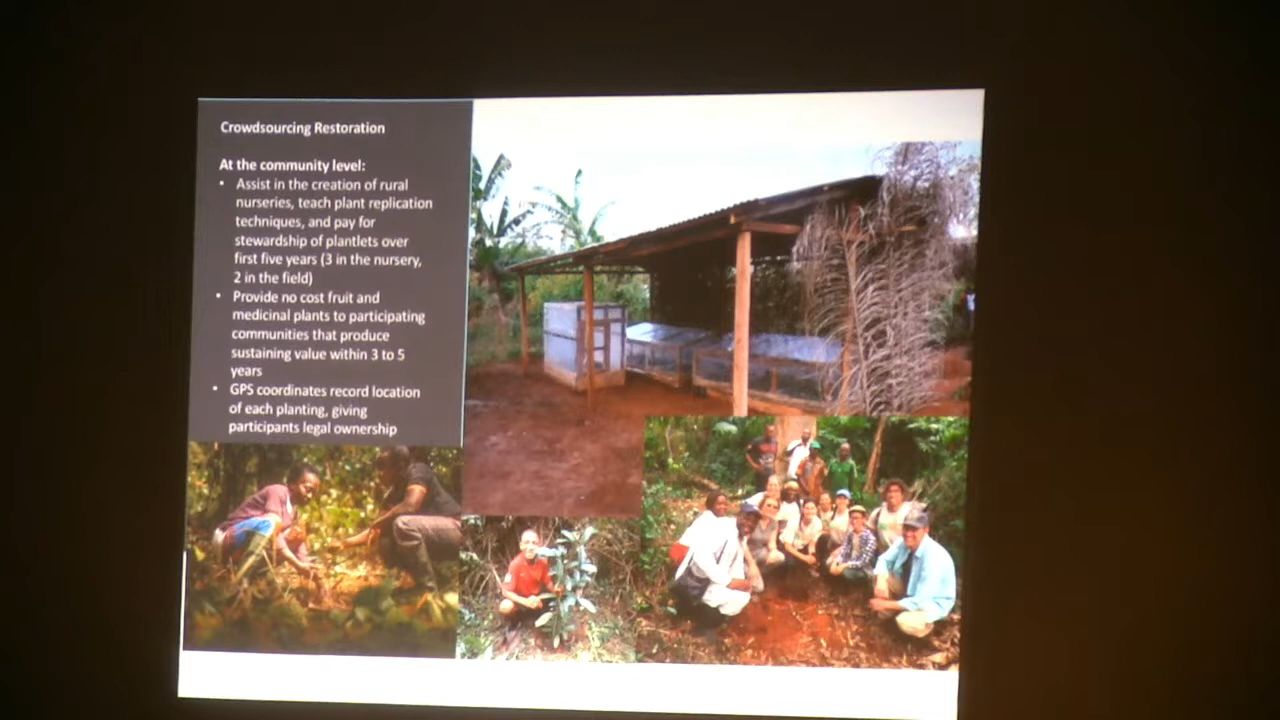 Crowdsourcing Restoration
At the community level:
• Assist in the creation of rural
nurseries, teach plant replication
techniques, and pay for
stewardship of plantlets over
first five years (3 in the nursery,
2 in the field)
• Provide no cost fruit and
medicinal plants to participating
communities that produce
sustaining value within 3 to 5
years
• GPS coordinates record location
of each planting, giving
participants legal ownership